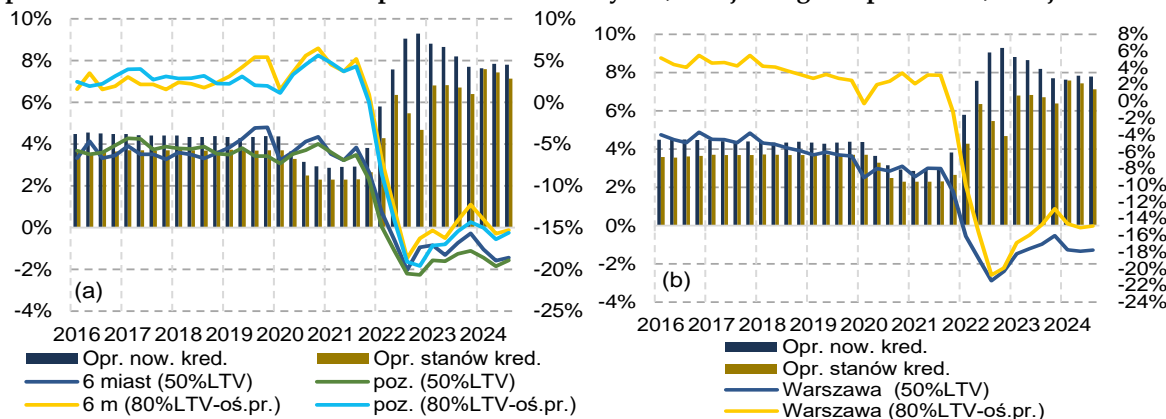 10%
8%
6%
4%
2%
0%
-2%
-4%
10%
5%
0%
-5%
-10%
-15%
-20%
-25%
(a)
2016 2017 2018 2019 2020 2021 2022 2023 2024
Opr. now. kred.
Opr. stanów kred.
6 miast (50%LTV)
poz. (50%LTV)
6 m (80%LTV-oś.pr.)
poz. (80%LTV-oś.pr.)
10%
8%
6%
4%
2%
0%
-2%
-4%
8%
6%
4%
2%
0%
-2%
-4%
-6%
-8%
-10%
-12%
-14%
-16%
-18%
-20%
-22%
-24%
(b)
2016 2017 2018 2019 2020 2021 2022 2023 2024
Opr. now. kred.
Opr. stanów kred.
Warszawa (50%LTV)
Warszawa (80%LTV-oś.pr.)